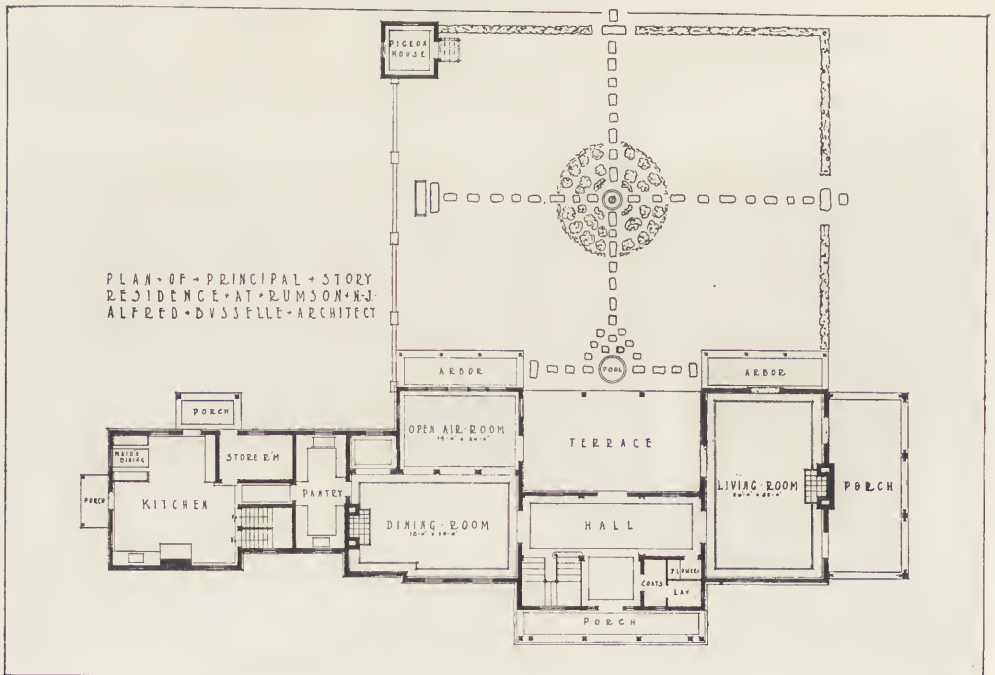 PIGEON
HOUSE
PLAN·OF·PRINCIPAL·STORY
RESIDENCE·AT·RUMSON·N·J·
ALFRED·BVSSELLE·ARCHITECT
ARBOR
POOL
ARBOR
PORCH
OPEN AIR·ROOM
TERRACE
MAID'S
DINING
STORE R'M
PORCH
KITCHEN
PANTRY
DINING·ROOM
HALL
LIVING·ROOM
PORCH
COATS
FLOWERS
LAV
PORCH